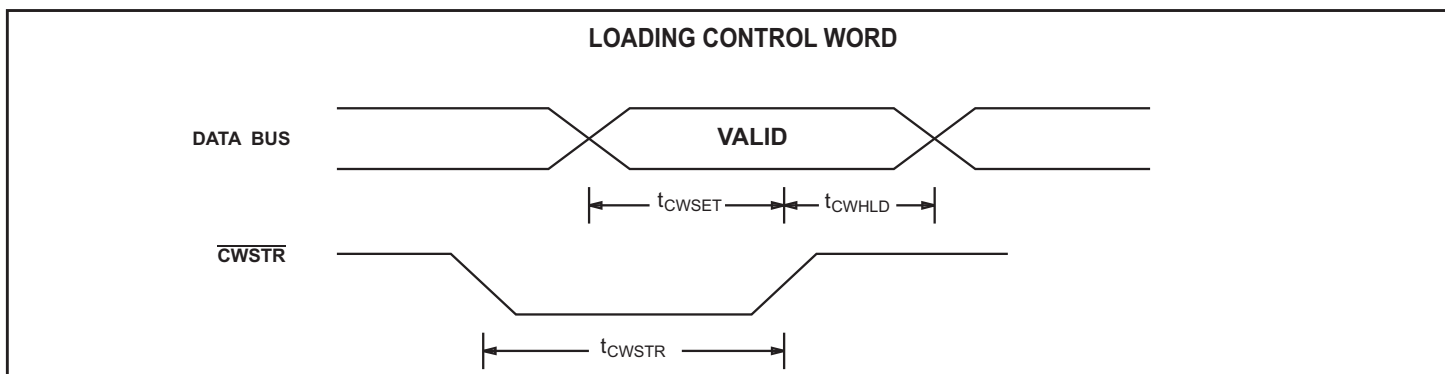 LOADING CONTROL WORD
DATA BUS
VALID
tCWSET
tCWHLD
CWSTR
tCWSTR